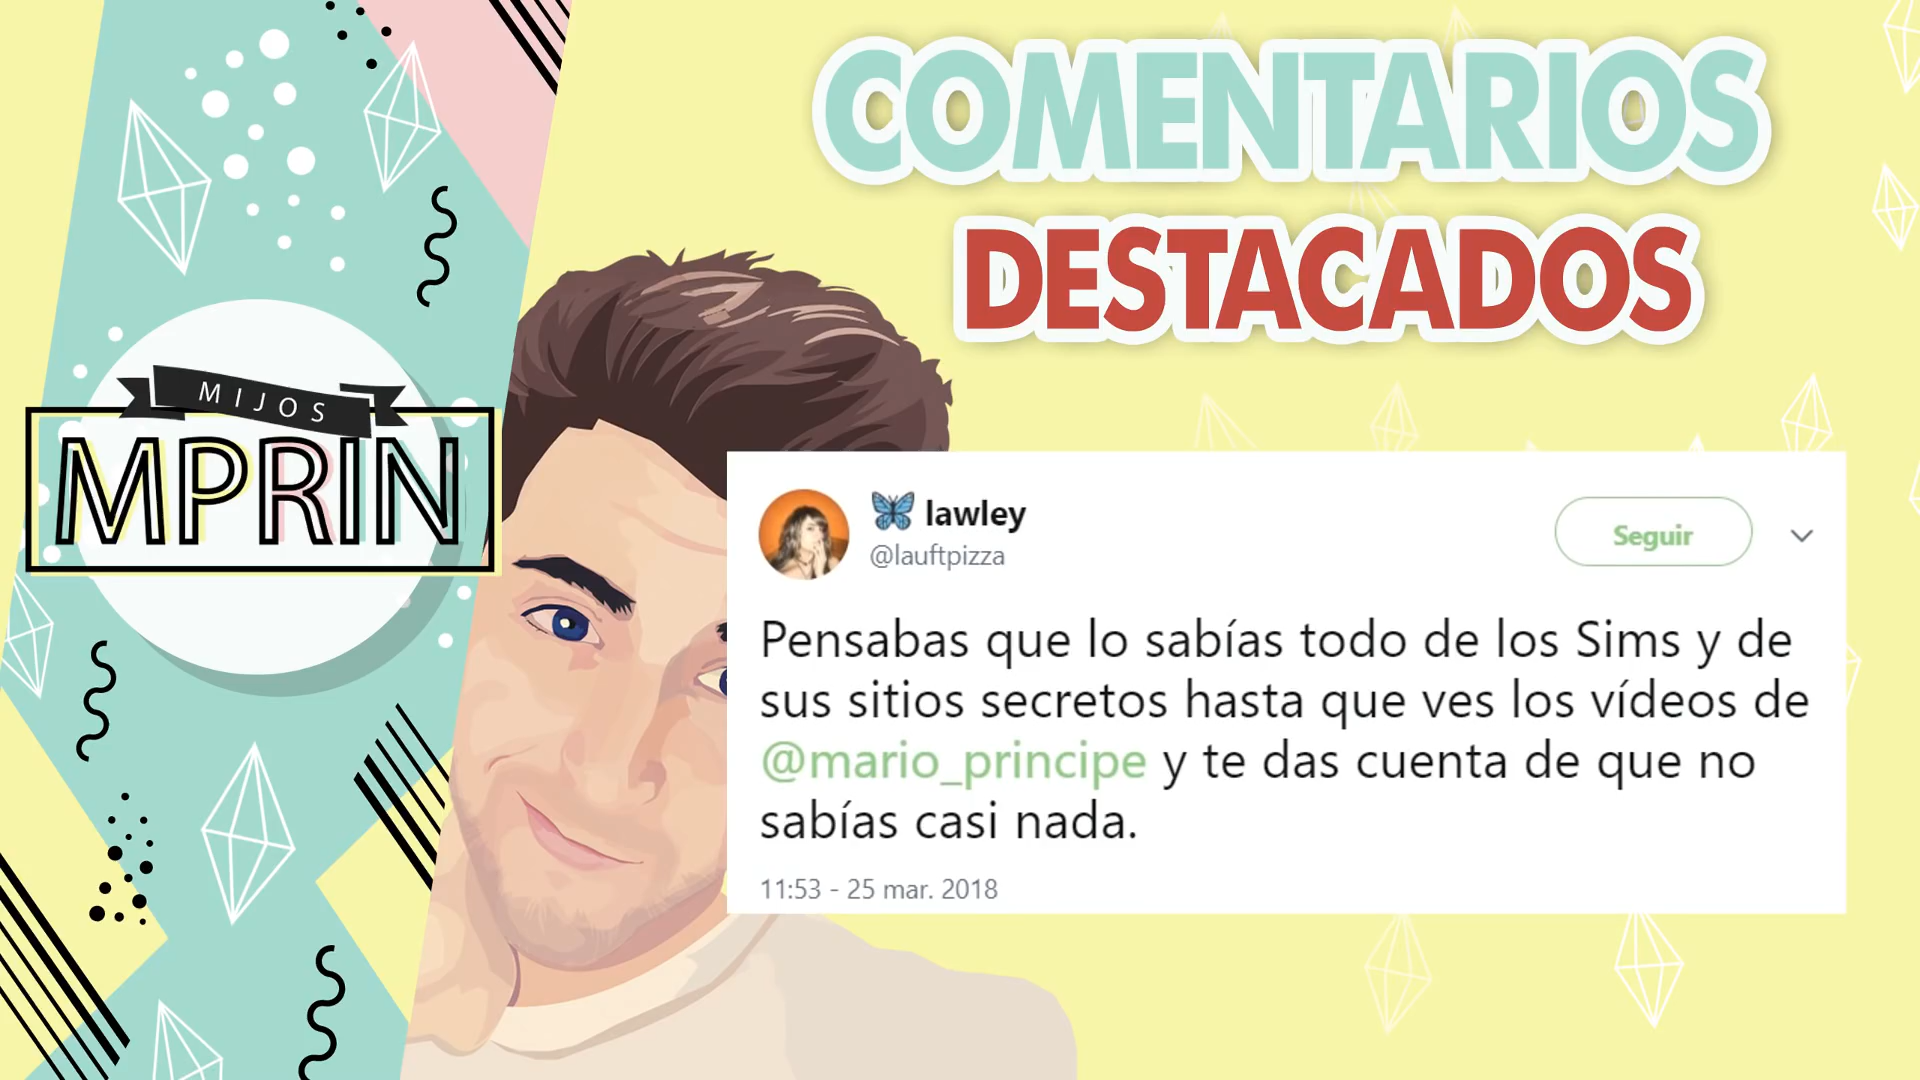 COMENTARIOS
DESTACADOS
MIJOS
MPRIN
lawley
@lauftpizza
Seguir
Pensabas que lo sabías todo de los Sims y de
sus sitios secretos hasta que ves los vídeos de
@mario_principe y te das cuenta de que no
sabías casi nada.
11:53 - 25 mar. 2018